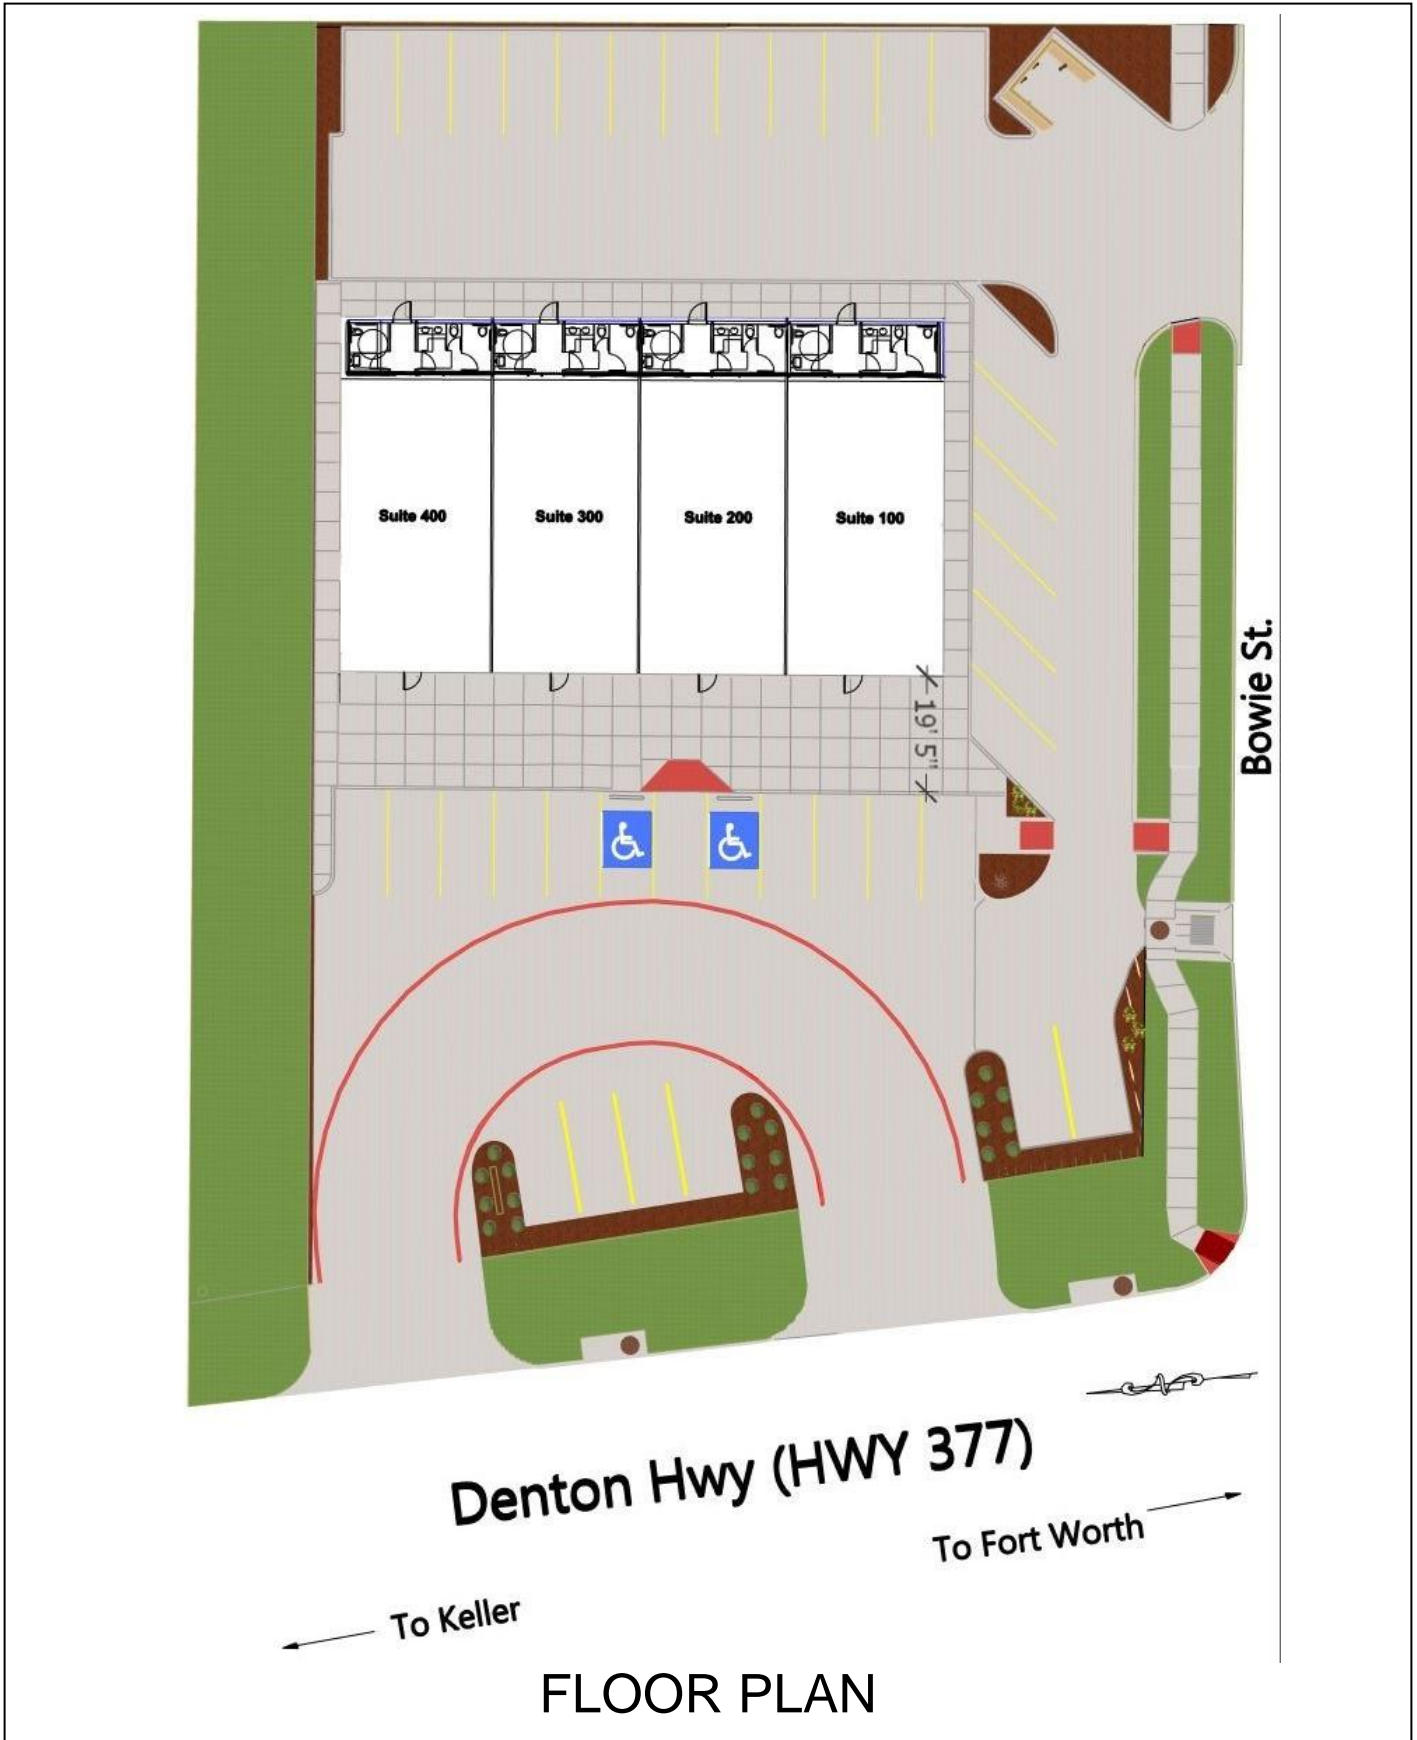 Suite 400
Suite 300
Suite 200
Suite 100
19' 5"
Bowie St.
Denton Hwy (HWY 377)
To Fort Worth
To Keller
FLOOR PLAN